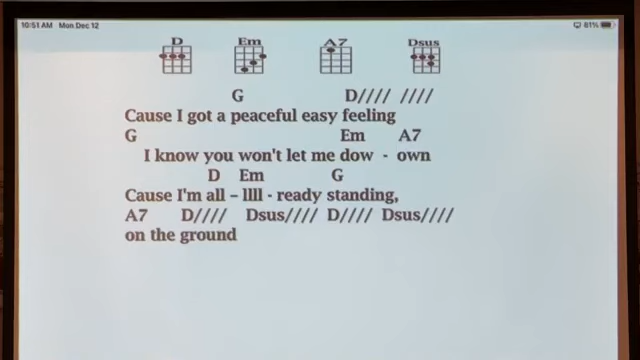 10:51 AM Mon Dec 12
81%
D Em A7 Dsus
G D//// ////
Cause I got a peaceful easy feeling
G Em A7
I know you won't let me dow - own
D Em G
Cause I'm all – llll - ready standing,
A7 D//// Dsus//// D//// Dsus////
on the ground